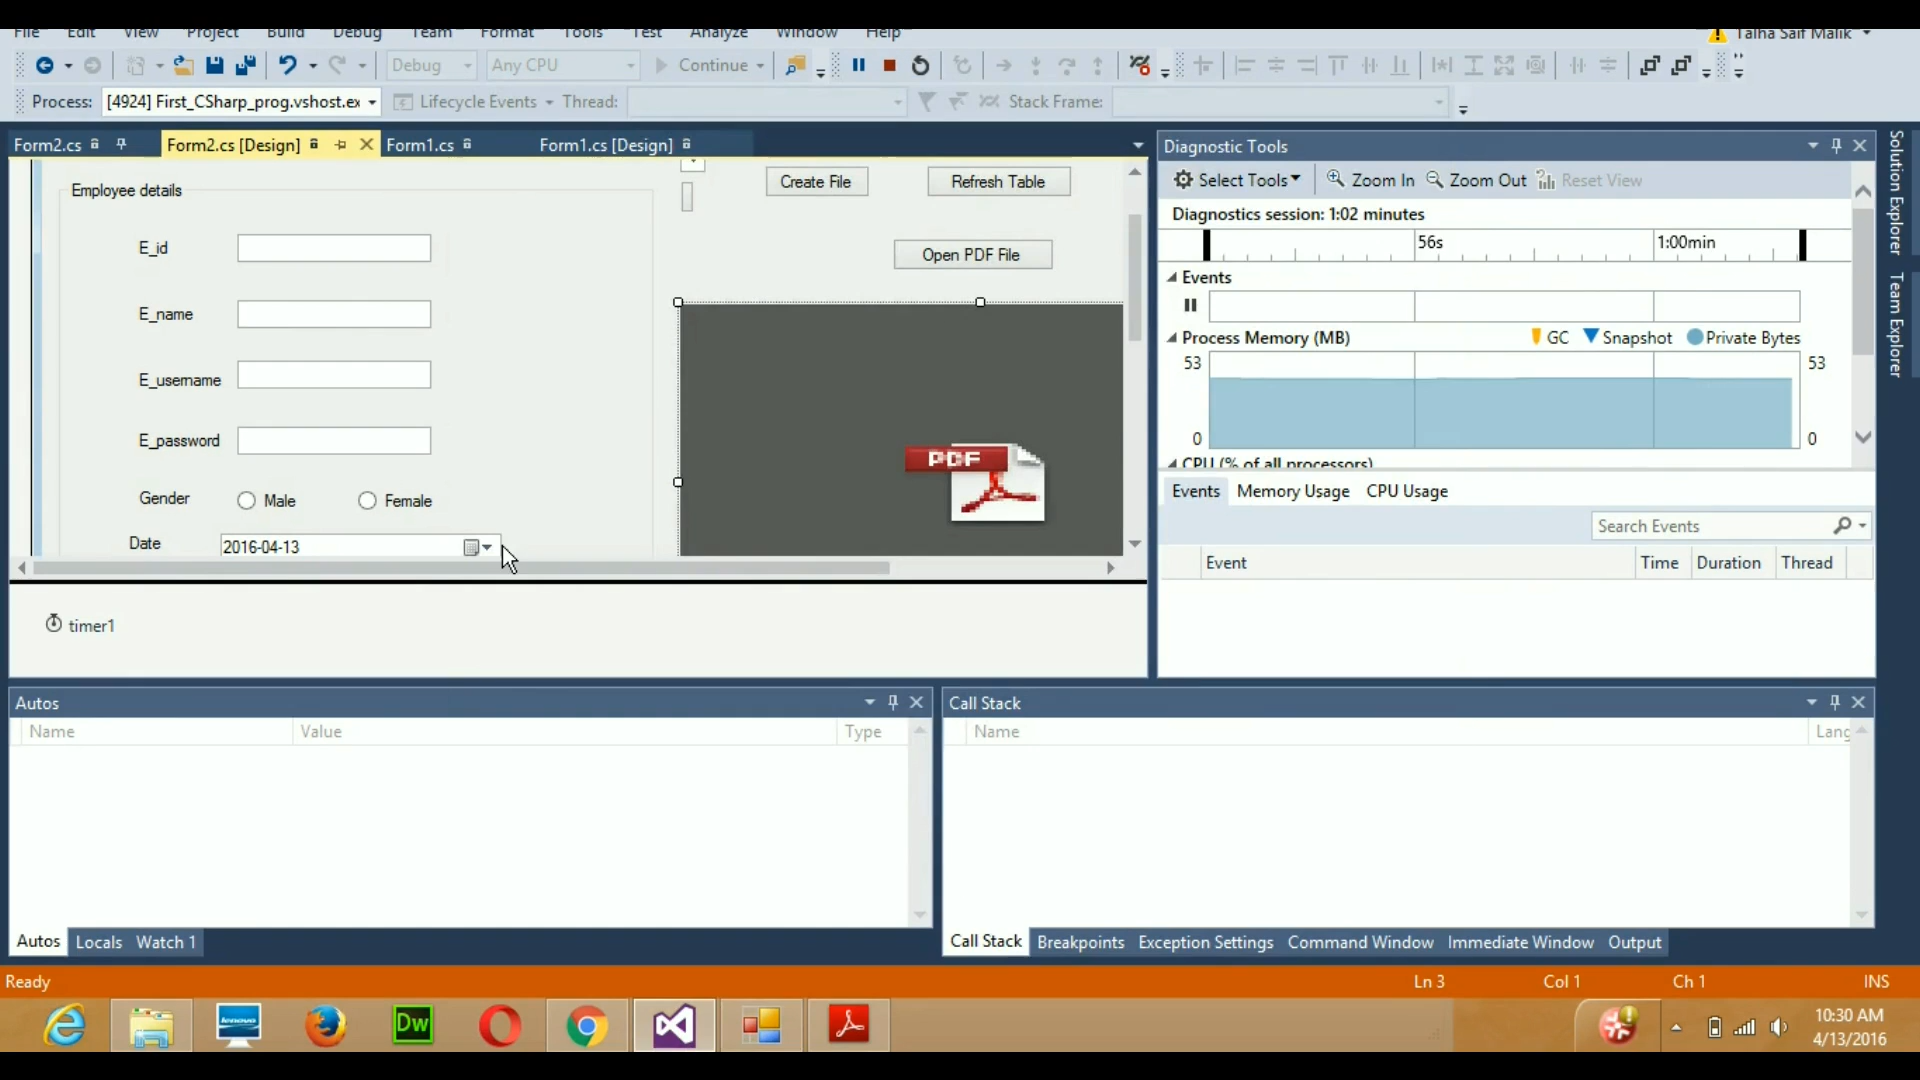 File Edit View Project Build Debug Team Format Tools Test Analyze Window Help
Talha Saif Malik
Debug Any CPU Continue
Process: [4924] First_CSharp_prog.vshost.ex Lifecycle Events Thread: Stack Frame:
Form2.cs Form2.cs [Design] Form1.cs Form1.cs [Design]
Employee details
Create File Refresh Table
E_id
Open PDF File
E_name
E_username
E_password
PDF
Gender Male Female
Date 2016-04-13
timer1
Diagnostic Tools
Select Tools Zoom In Zoom Out Reset View
Diagnostics session: 1:02 minutes
56s 1:00min
Events
Process Memory (MB) GC Snapshot Private Bytes
53 53
0 0
CPU (% of all processors)
Events Memory Usage CPU Usage
Search Events
Event Time Duration Thread
Solution Explorer
Team Explorer
Autos
Name Value Type
Autos Locals Watch 1
Call Stack
Name Lang
Call Stack Breakpoints Exception Settings Command Window Immediate Window Output
Ready Ln 3 Col 1 Ch 1 INS
lenovo
Dw
10:30 AM
4/13/2016